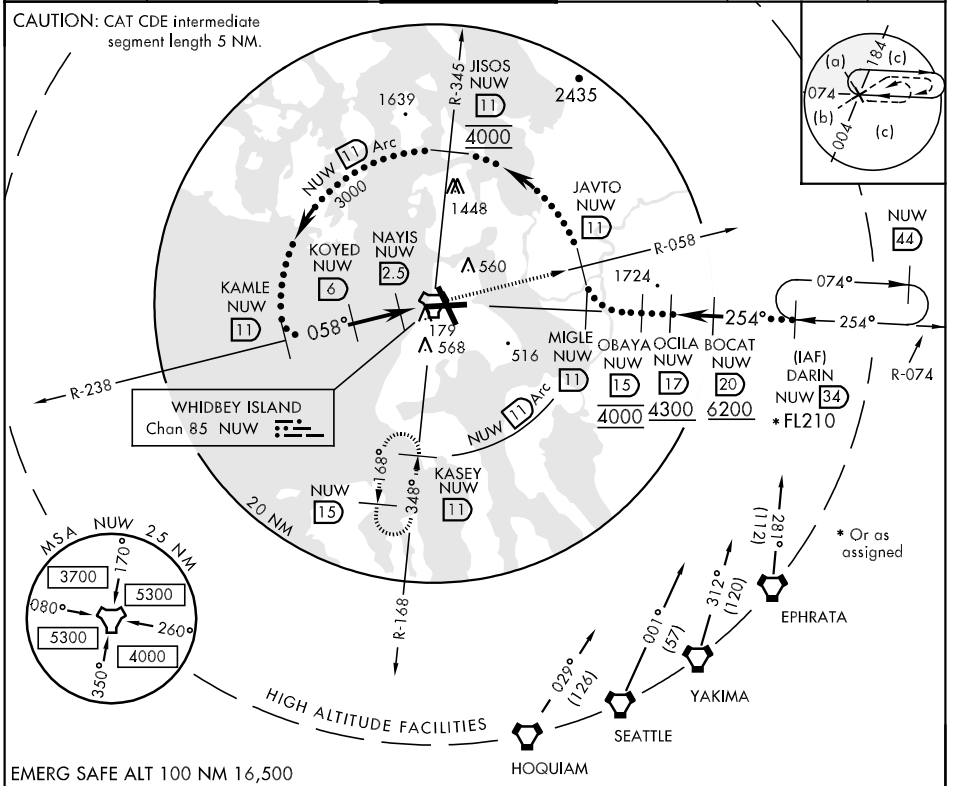 CAUTION: CAT CDE intermediate
segment length 5 NM.
JISOS
NUW
11
4000
R-345
1639
2435
NUW 11 Arc
3000
1448
JAVTO
NUW
11
R-058
560
KOYED
NUW
6
NAYIS
NUW
2.5
KAMLE
NUW
11
058°
1724
179
568
516
R-238
WHIDBEY ISLAND
Chan 85 NUW
MIGLE
NUW
11
OBAYA
NUW
15
4000
OCILA
NUW
17
4300
BOCAT
NUW
20
6200
254°
(IAF)
DARIN
NUW 34
* FL210
NUW
44
074°
254°
R-074
(a)
(c)
184
074
(b)
004
(c)
NUW 11 Arc
KASEY
NUW
11
168°
348°
NUW
15
20 NM
R-168
MSA NUW 25 NM
3700
170°
5300
080°
260°
5300
4000
350°
* Or as
assigned
281°
(112)
EPHRATA
312°
(120)
YAKIMA
001°
(57)
SEATTLE
029°
(126)
HOQUIAM
HIGH ALTITUDE FACILITIES
EMERG SAFE ALT 100 NM 16,500